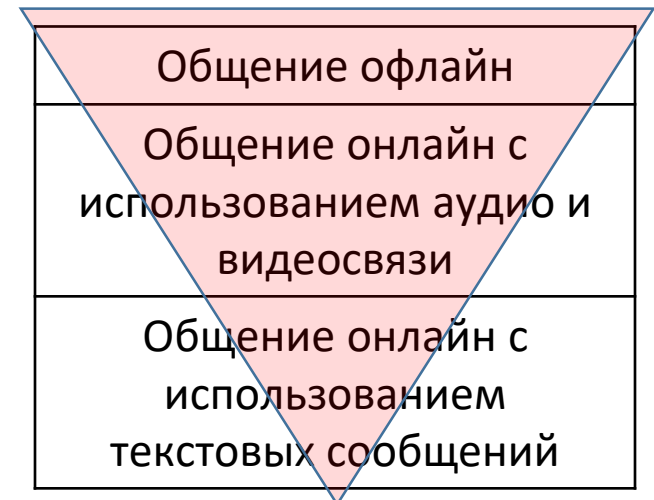 Общение офлайн
Общение онлайн с
использованием аудио и
видеосвязи
Общение онлайн с
использованием
текстовых сообщений